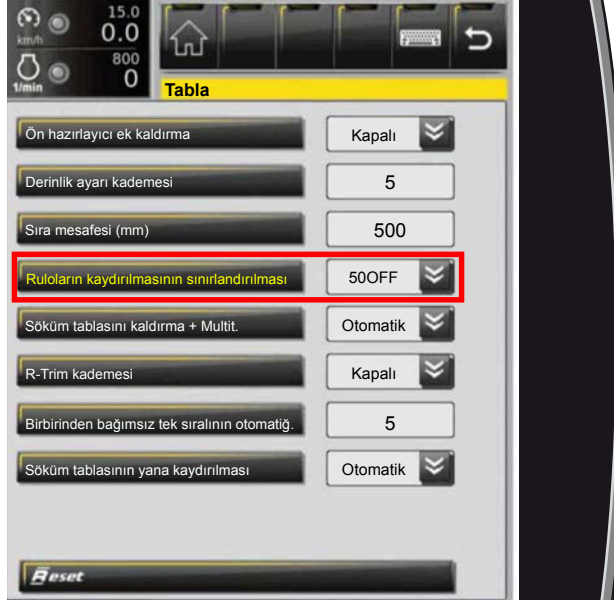 15.0
km/h 0.0
800
1/min 0
Tabla
Ön hazırlayıcı ek kaldırma Kapalı
Derinlik ayarı kademesi 5
Sıra mesafesi (mm) 500
Ruloların kaydırılmasının sınırlandırılması 50OFF
Söküm tablasını kaldırma + Multit. Otomatik
R-Trim kademesi Kapalı
Birbirinden bağımsız tek sıralının otomatiğ. 5
Söküm tablasının yana kaydırılması Otomatik
Reset